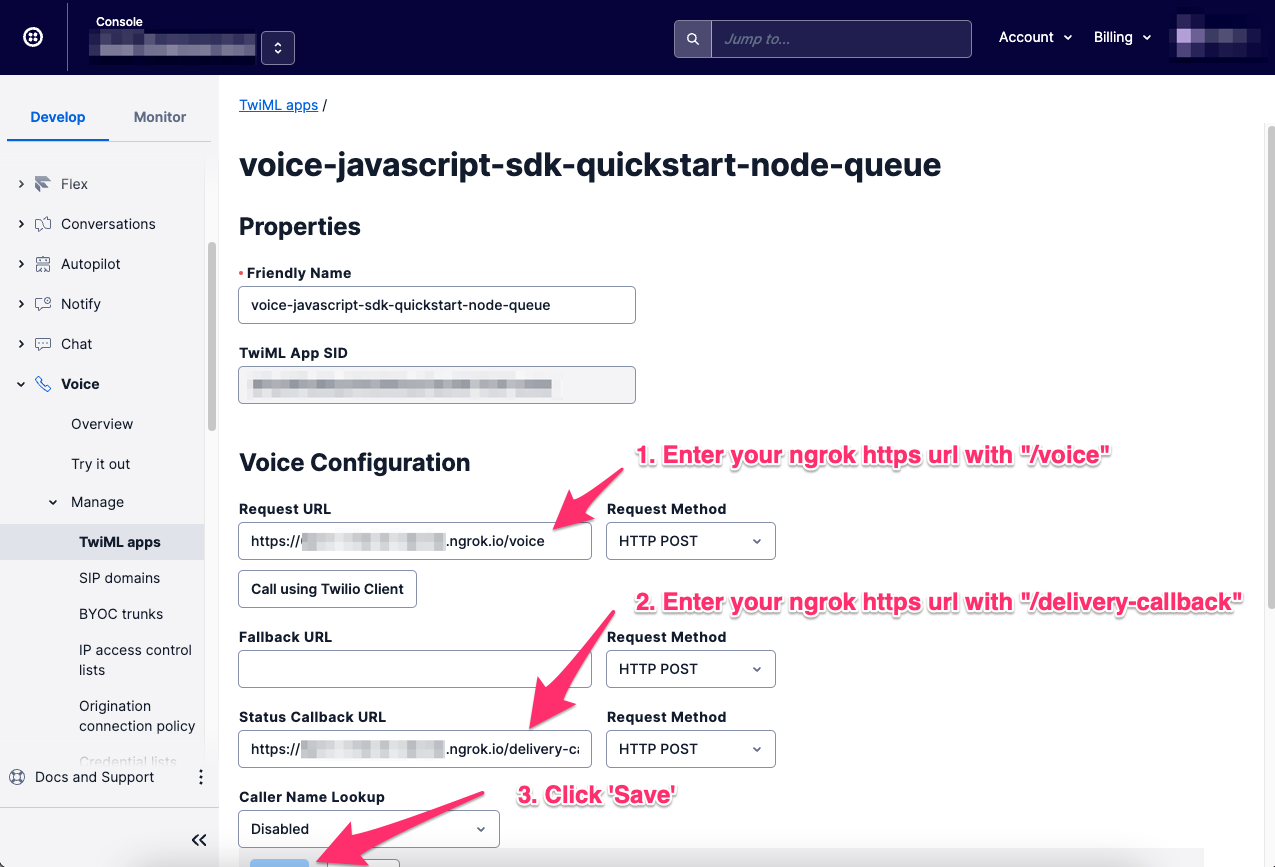 Console
Jump to...
Account
Billing
Develop
Monitor
Flex
Conversations
Autopilot
Notify
Chat
Voice
Overview
Try it out
Manage
TwiML apps
SIP domains
BYOC trunks
IP access control
lists
Origination
connection policy
Credential lists
Docs and Support
TwiML apps /
voice-javascript-sdk-quickstart-node-queue
Properties
• Friendly Name
voice-javascript-sdk-quickstart-node-queue
TwiML App SID
Voice Configuration
1. Enter your ngrok https url with "/voice"
Request URL
Request Method
https:// .ngrok.io/voice
HTTP POST
Call using Twilio Client
2. Enter your ngrok https url with "/delivery-callback"
Fallback URL
Request Method
HTTP POST
Status Callback URL
Request Method
https:// .ngrok.io/delivery-ca
HTTP POST
3. Click 'Save'
Caller Name Lookup
Disabled